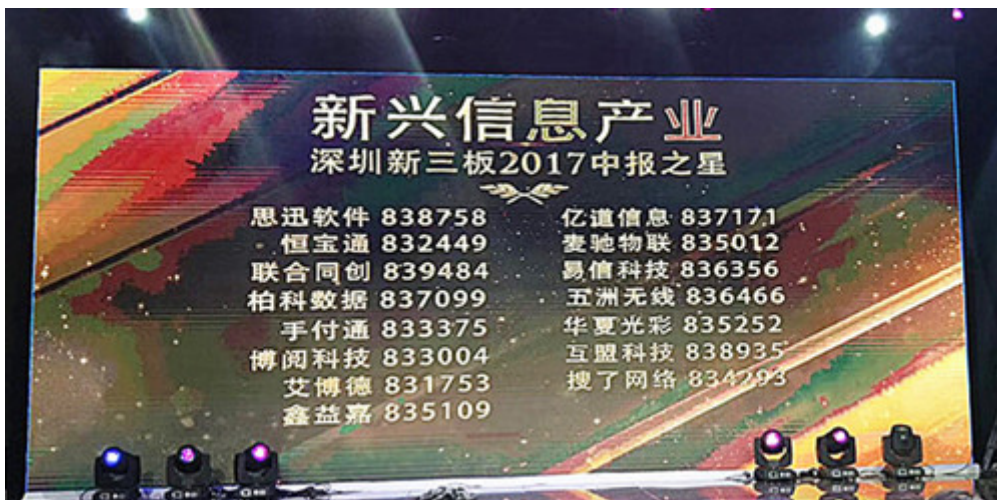 新兴信息产业
深圳新三板2017中报之星
思迅软件 838758
恒宝通 832449
联合同创 839484
柏科数据 837099
手付通 833375
博阅科技 833004
艾博德 831753
鑫益嘉 835109
亿道信息 837171
麦驰物联 835012
易信科技 836356
五洲无线 836466
华夏光彩 835252
互盟科技 838935
搜了网络 834293